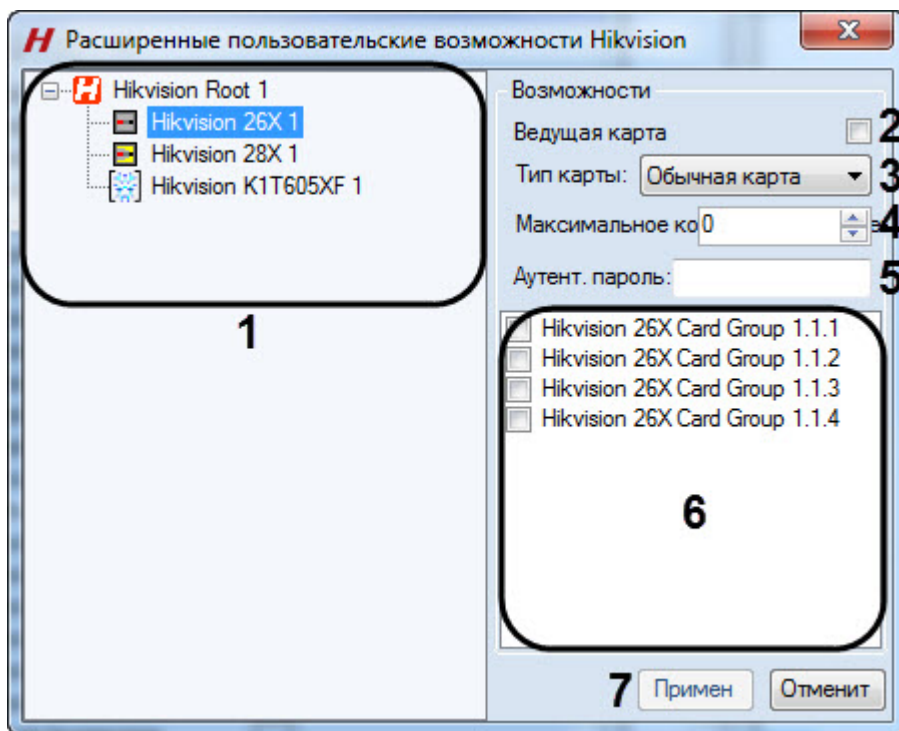 Расширенные пользовательские возможности Hikvision
Hikvision Root 1
Hikvision 26X 1
Hikvision 28X 1
Hikvision K1T605XF 1
1
Возможности
Ведущая карта 2
Тип карты: Обычная карта 3
Максимальное ко 0 4
Аутент. пароль: 5
Hikvision 26X Card Group 1.1.1
Hikvision 26X Card Group 1.1.2
Hikvision 26X Card Group 1.1.3
Hikvision 26X Card Group 1.1.4
6
7 Примен Отменит